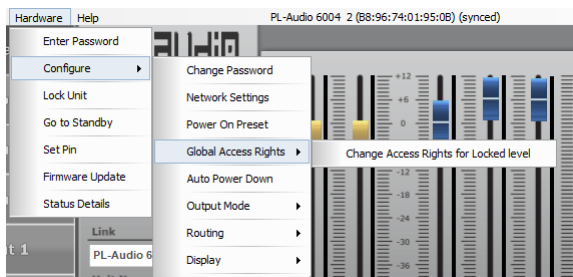 Hardware Help PL-Audio 6004 2 (B8:96:74:01:95:0B) (synced)
Enter Password
Configure
Lock Unit
Go to Standby
Set Pin
Firmware Update
Status Details
Change Password
Network Settings
Power On Preset
Global Access Rights
Auto Power Down
Output Mode
Routing
Display
Change Access Rights for Locked level
+12
+6
0
-12
-18
-24
-30
-36
Link
PL-Audio 6